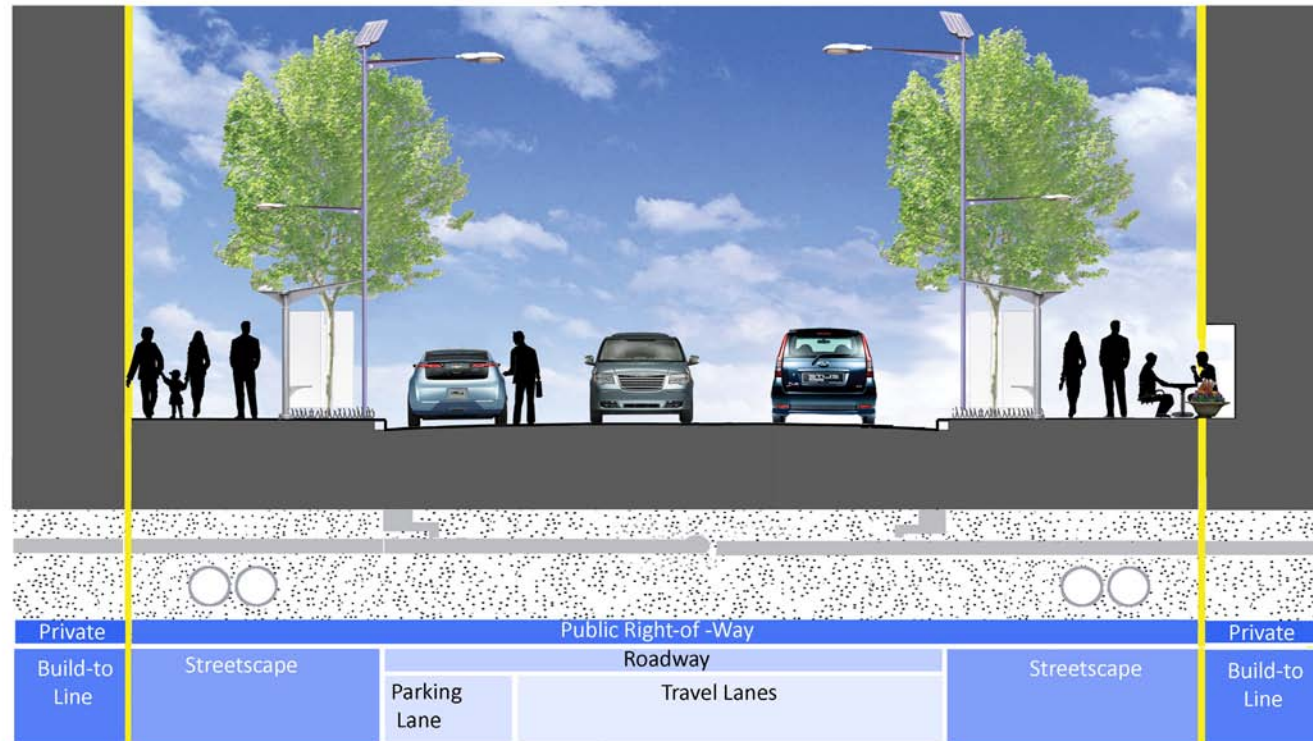 Private
Public Right-of -Way
Private
Build-to
Line
Streetscape
Roadway
Parking
Lane
Travel Lanes
Streetscape
Build-to
Line